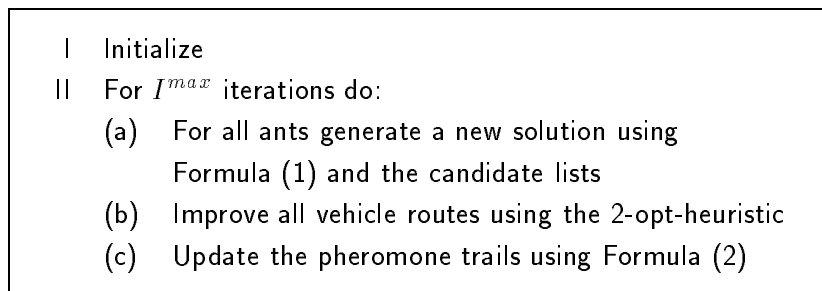 I Initialize
II For I^max iterations do:
(a) For all ants generate a new solution using
Formula (1) and the candidate lists
(b) Improve all vehicle routes using the 2-opt-heuristic
(c) Update the pheromone trails using Formula (2)